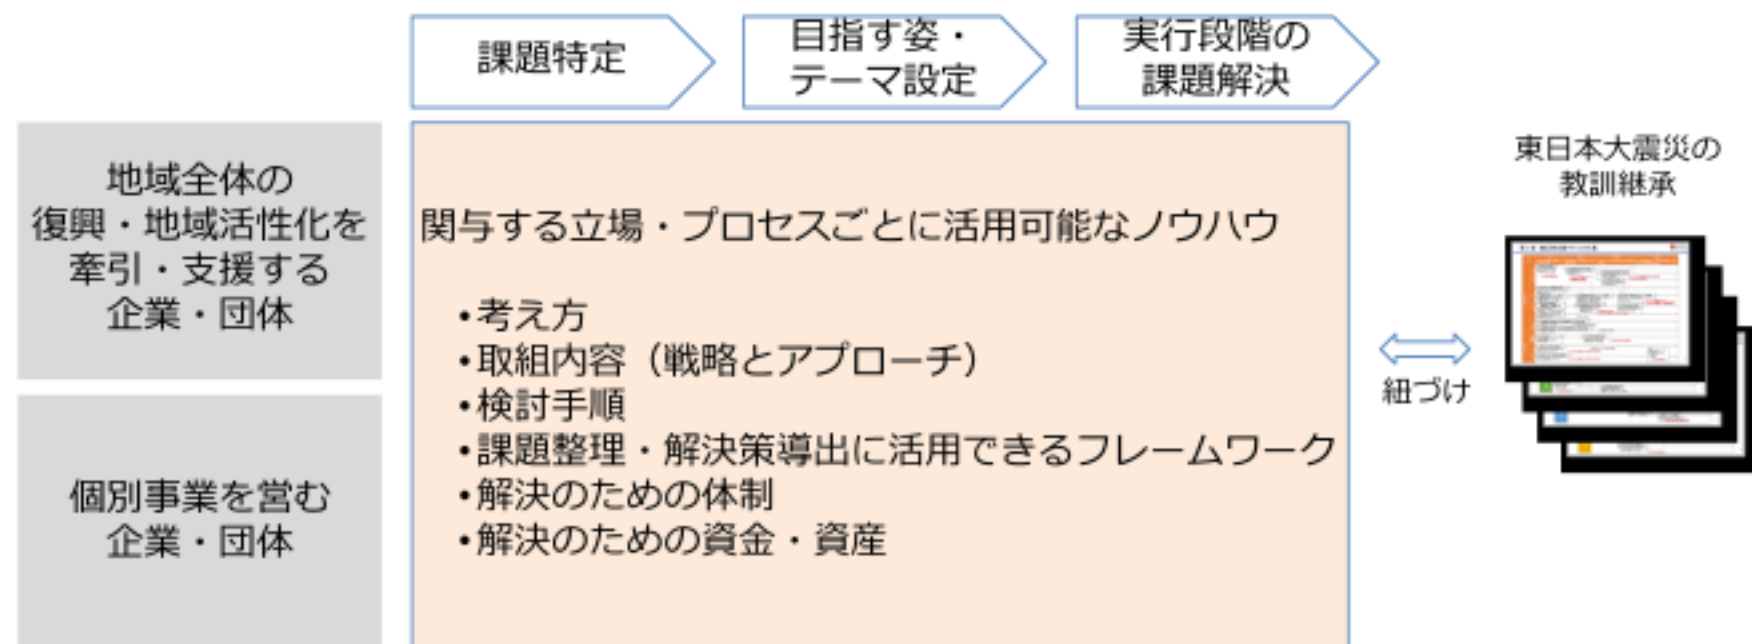 課題特定
目指す姿・
テーマ設定
実行段階の
課題解決
地域全体の
復興・地域活性化を
牽引・支援する
企業・団体
個別事業を営む
企業・団体
関与する立場・プロセスごとに活用可能なノウハウ
・考え方
・取組内容（戦略とアプローチ）
・検討手順
・課題整理・解決策導出に活用できるフレームワーク
・解決のための体制
・解決のための資金・資産
紐づけ
東日本大震災の
教訓継承